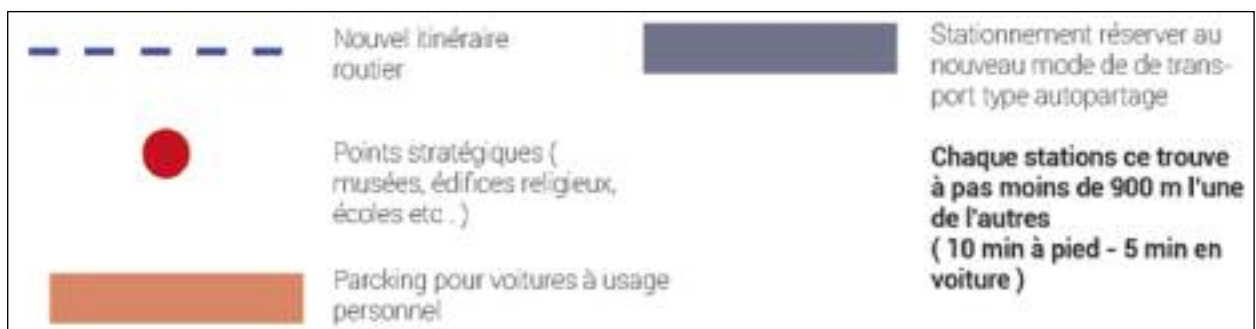 Nouvel itinéraire
routier
Points stratégiques (
musées, édifices religieux,
écoles etc . )
Parcking pour voitures à usage
personnel
Stationnement réserver au
nouveau mode de de trans-
port type autopartage
Chaque stations ce trouve
à pas moins de 900 m l'une
de l'autres
( 10 min à pied - 5 min en
voiture )